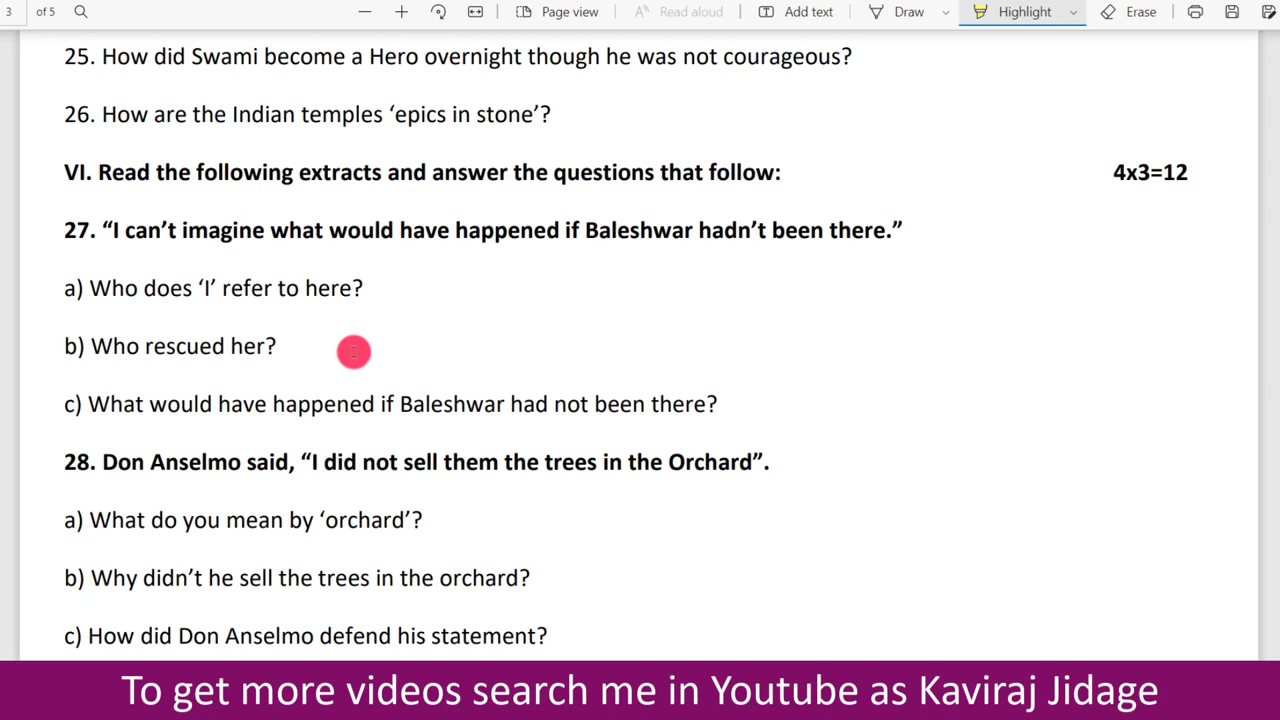 3 of 5 Page view Read aloud Add text Draw Highlight Erase
25. How did Swami become a Hero overnight though he was not courageous?
26. How are the Indian temples ‘epics in stone’?
VI. Read the following extracts and answer the questions that follow: 4x3=12
27. “I can’t imagine what would have happened if Baleshwar hadn’t been there.”
a) Who does ‘I’ refer to here?
b) Who rescued her?
c) What would have happened if Baleshwar had not been there?
28. Don Anselmo said, “I did not sell them the trees in the Orchard”.
a) What do you mean by ‘orchard’?
b) Why didn’t he sell the trees in the orchard?
c) How did Don Anselmo defend his statement?
To get more videos search me in Youtube as Kaviraj Jidage